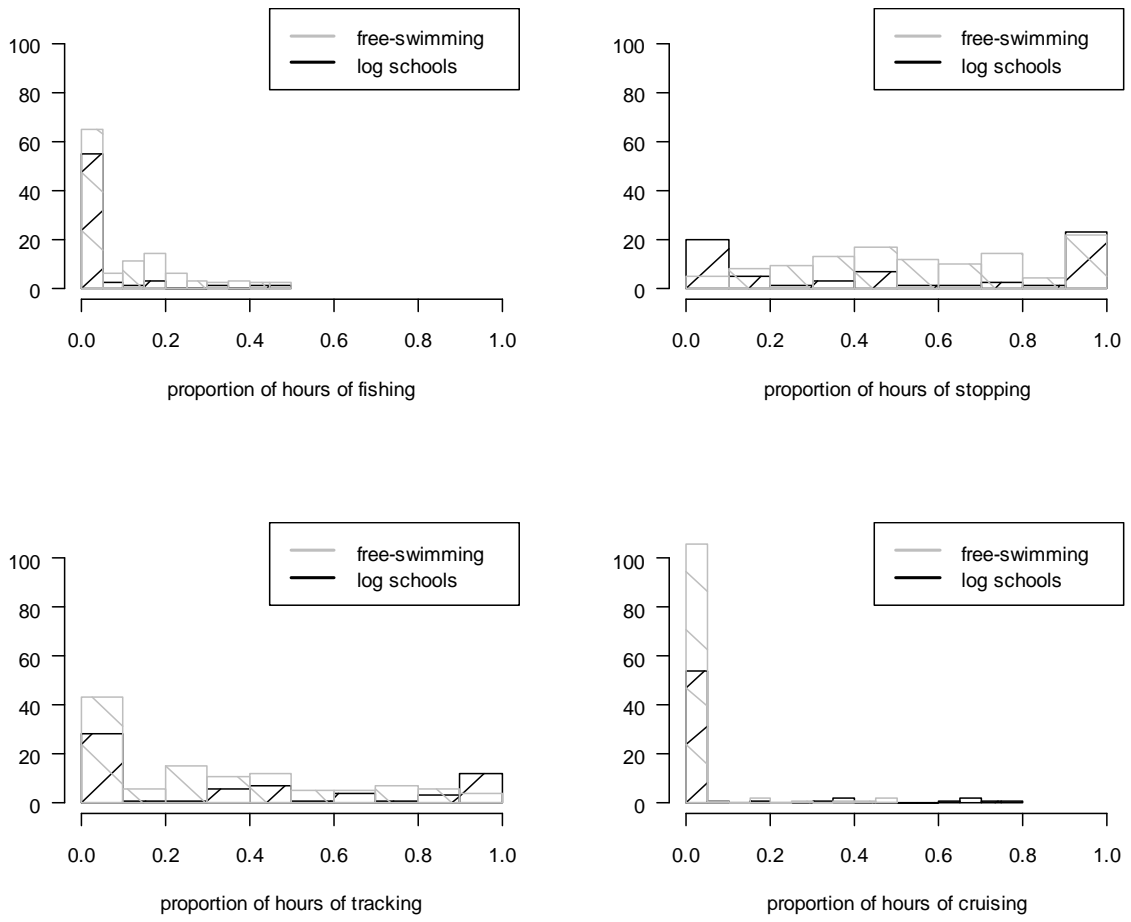 free-swimming
log schools
100
80
60
40
20
0
0.0 0.2 0.4 0.6 0.8 1.0
proportion of hours of fishing
free-swimming
log schools
100
80
60
40
20
0
0.0 0.2 0.4 0.6 0.8 1.0
proportion of hours of stopping
free-swimming
log schools
100
80
60
40
20
0
0.0 0.2 0.4 0.6 0.8 1.0
proportion of hours of tracking
free-swimming
log schools
100
80
60
40
20
0
0.0 0.2 0.4 0.6 0.8 1.0
proportion of hours of cruising